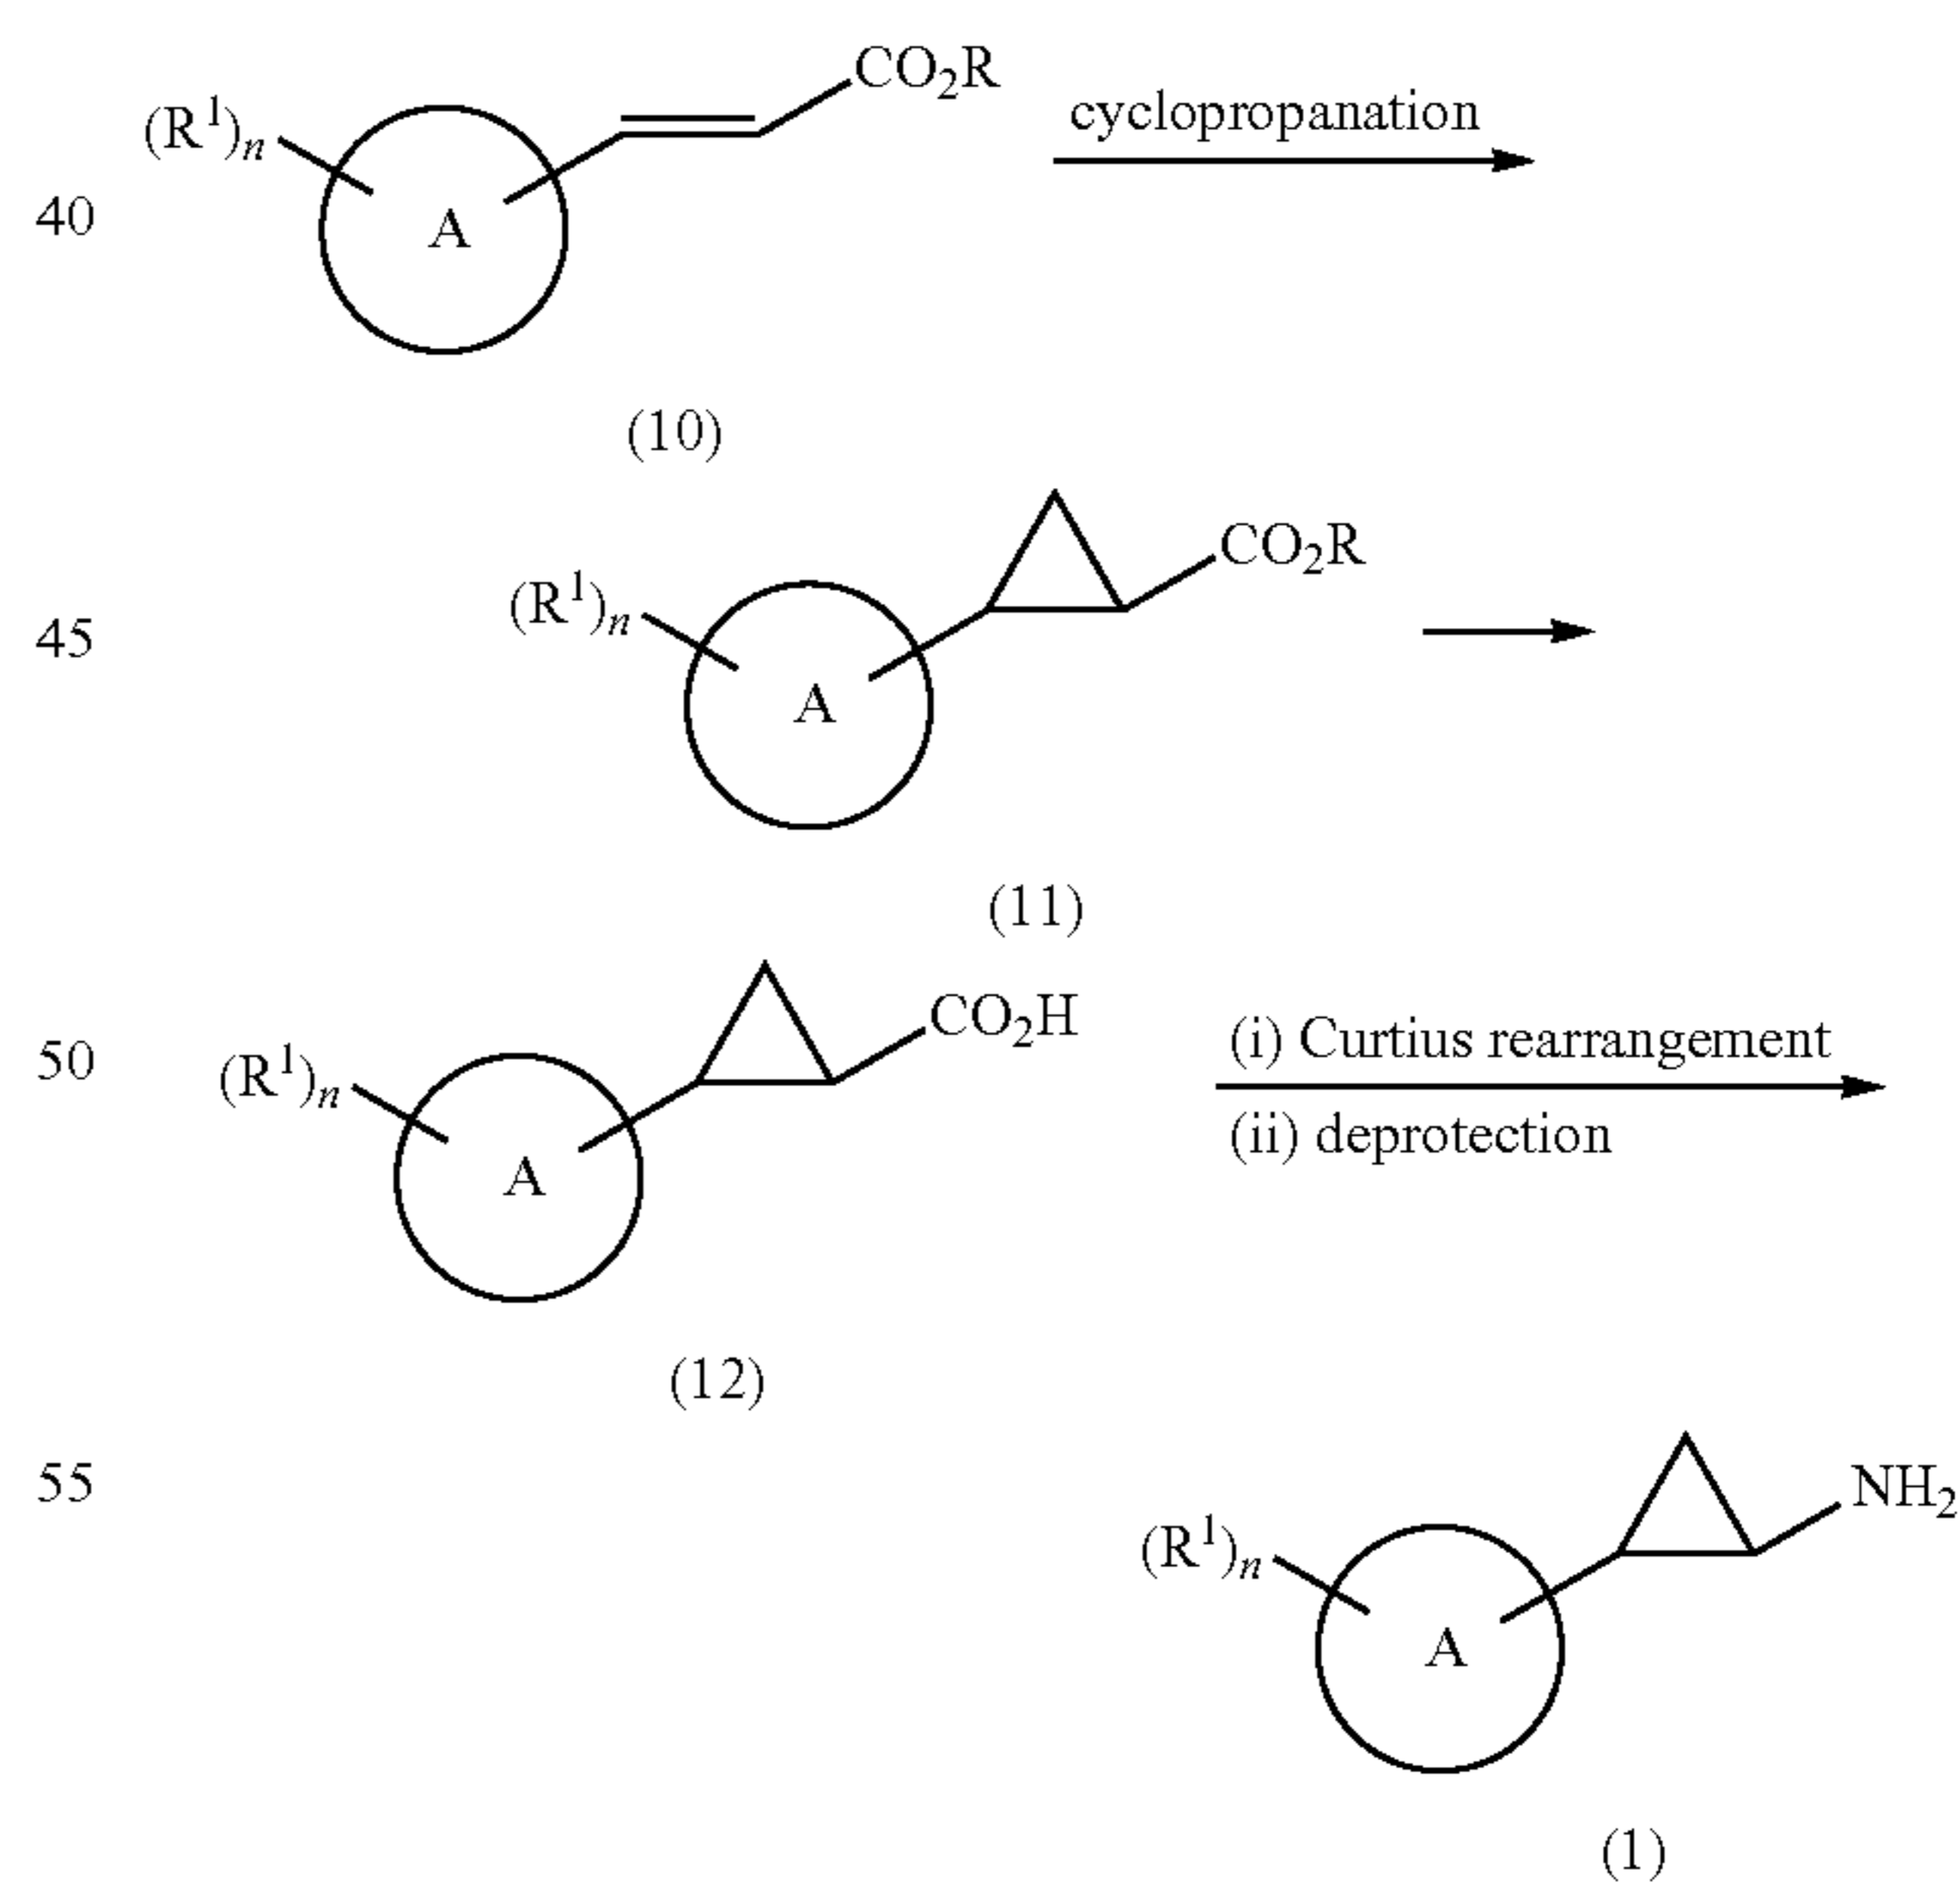 CO₂R
cyclopropanation
(R¹)ₙ
40
A
(10)
CO₂R
(R¹)ₙ
45
A
(11)
CO₂H
(i) Curtius rearrangement
50
(R¹)ₙ
(ii) deprotection
A
(12)
55
NH₂
(R¹)ₙ
A
(1)